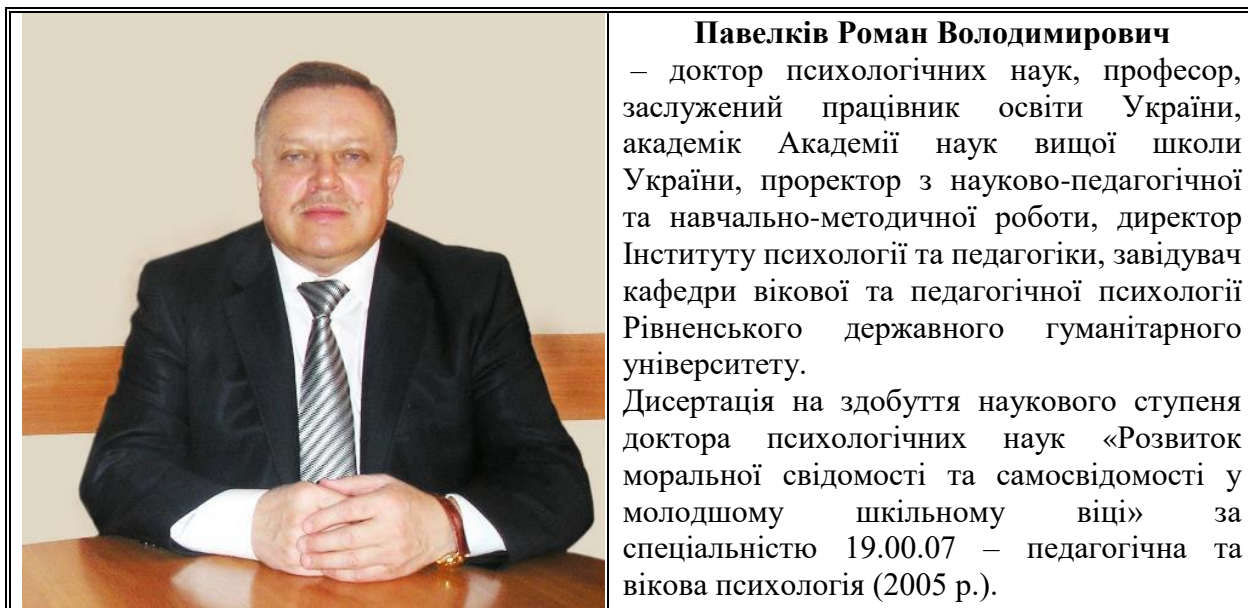 Павелків Роман Володимирович
– доктор психологічних наук, професор,
заслужений працівник освіти України,
академік Академії наук вищої школи
України, проректор з науково-педагогічної
та навчально-методичної роботи, директор
Інституту психології та педагогіки, завідувач
кафедри вікової та педагогічної психології
Рівненського державного гуманітарного
університету.
Дисертація на здобуття наукового ступеня
доктора психологічних наук «Розвиток
моральної свідомості та самосвідомості у
молодшому шкільному віці» за
спеціальністю 19.00.07 – педагогічна та
вікова психологія (2005 р.).